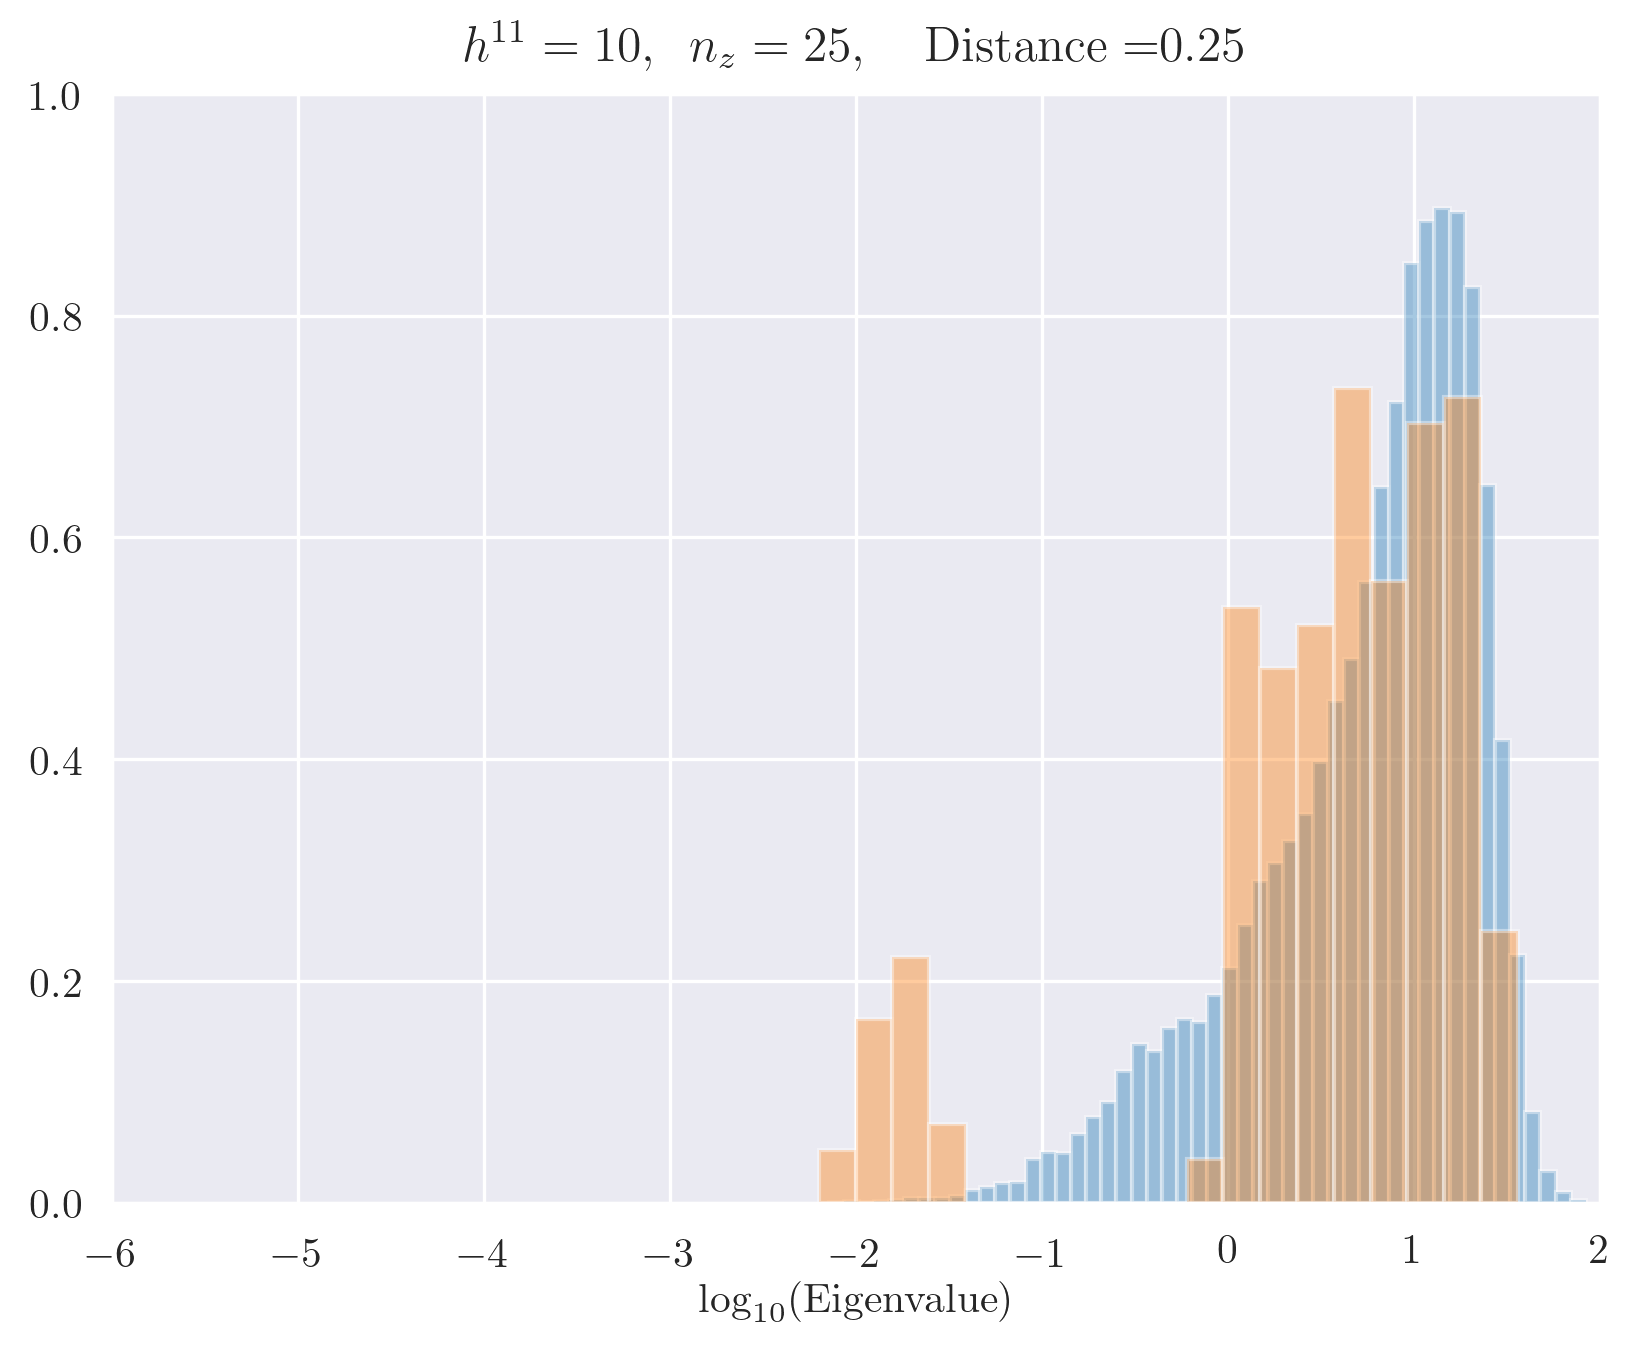 h¹¹ = 10, n_z = 25, Distance =0.25
1.0
0.8
0.6
0.4
0.2
0.0
−6 −5 −4 −3 −2 −1 0 1 2
log₁₀(Eigenvalue)